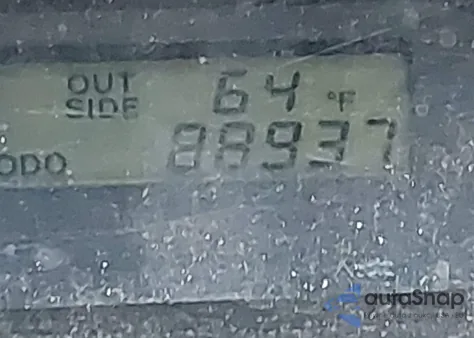 OUT 64 °F
SIDE
ODO 88937
auraShap